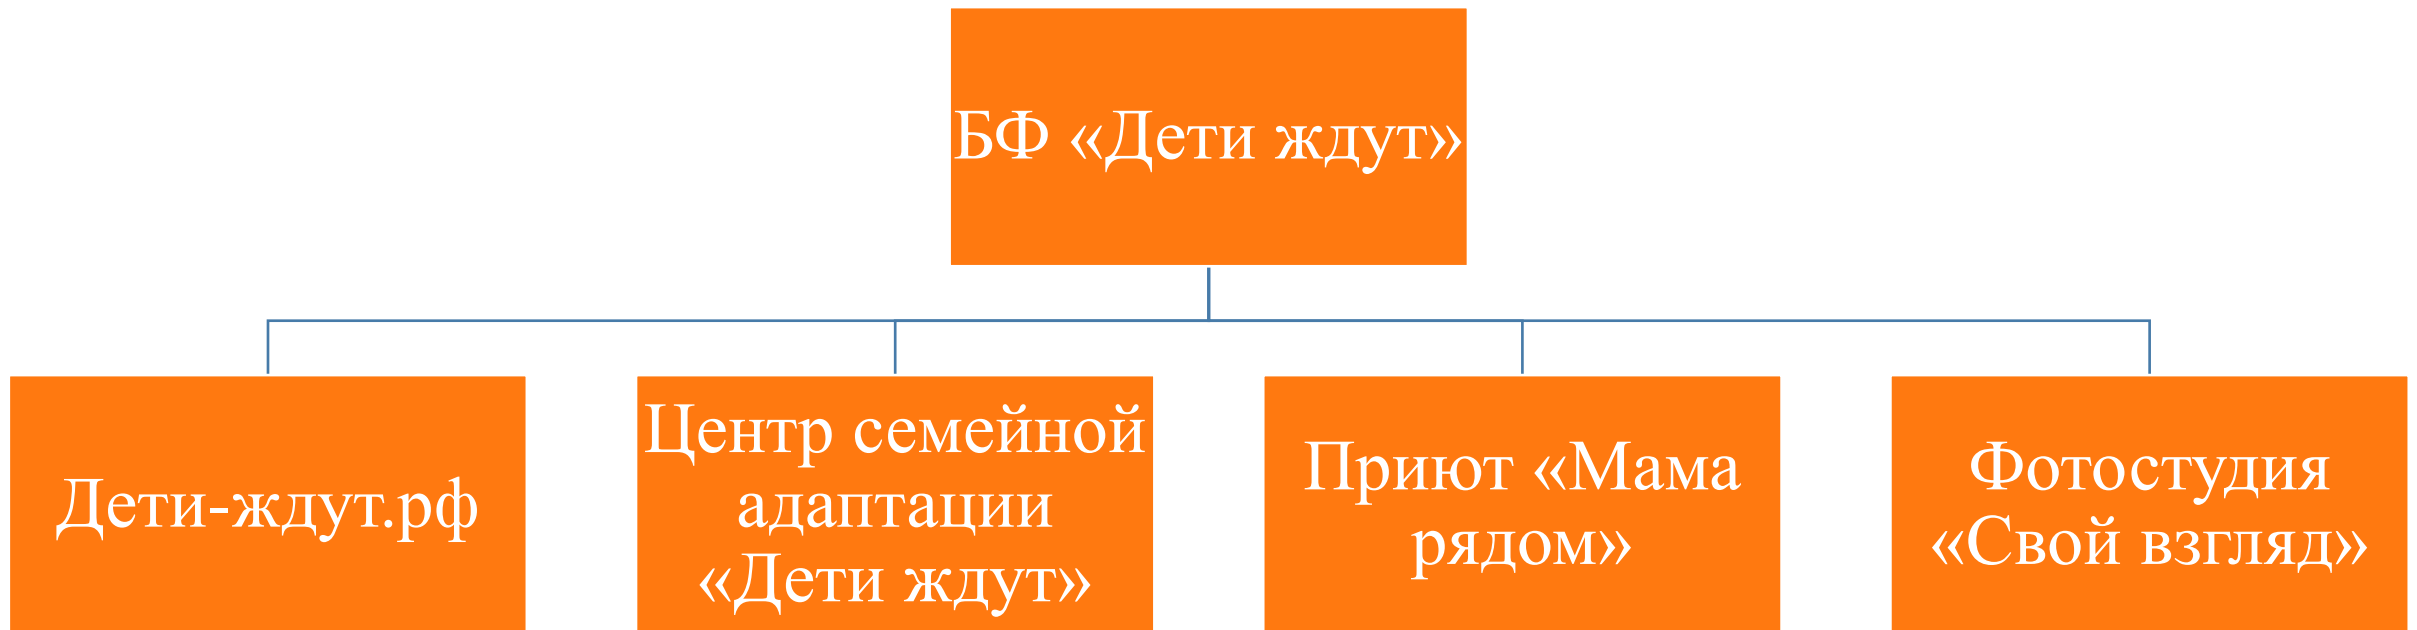 БФ «Дети ждут»
Дети-ждут.рф
Центр семейной
адаптации
«Дети ждут»
Приют «Мама
рядом»
Фотостудия
«Свой взгляд»